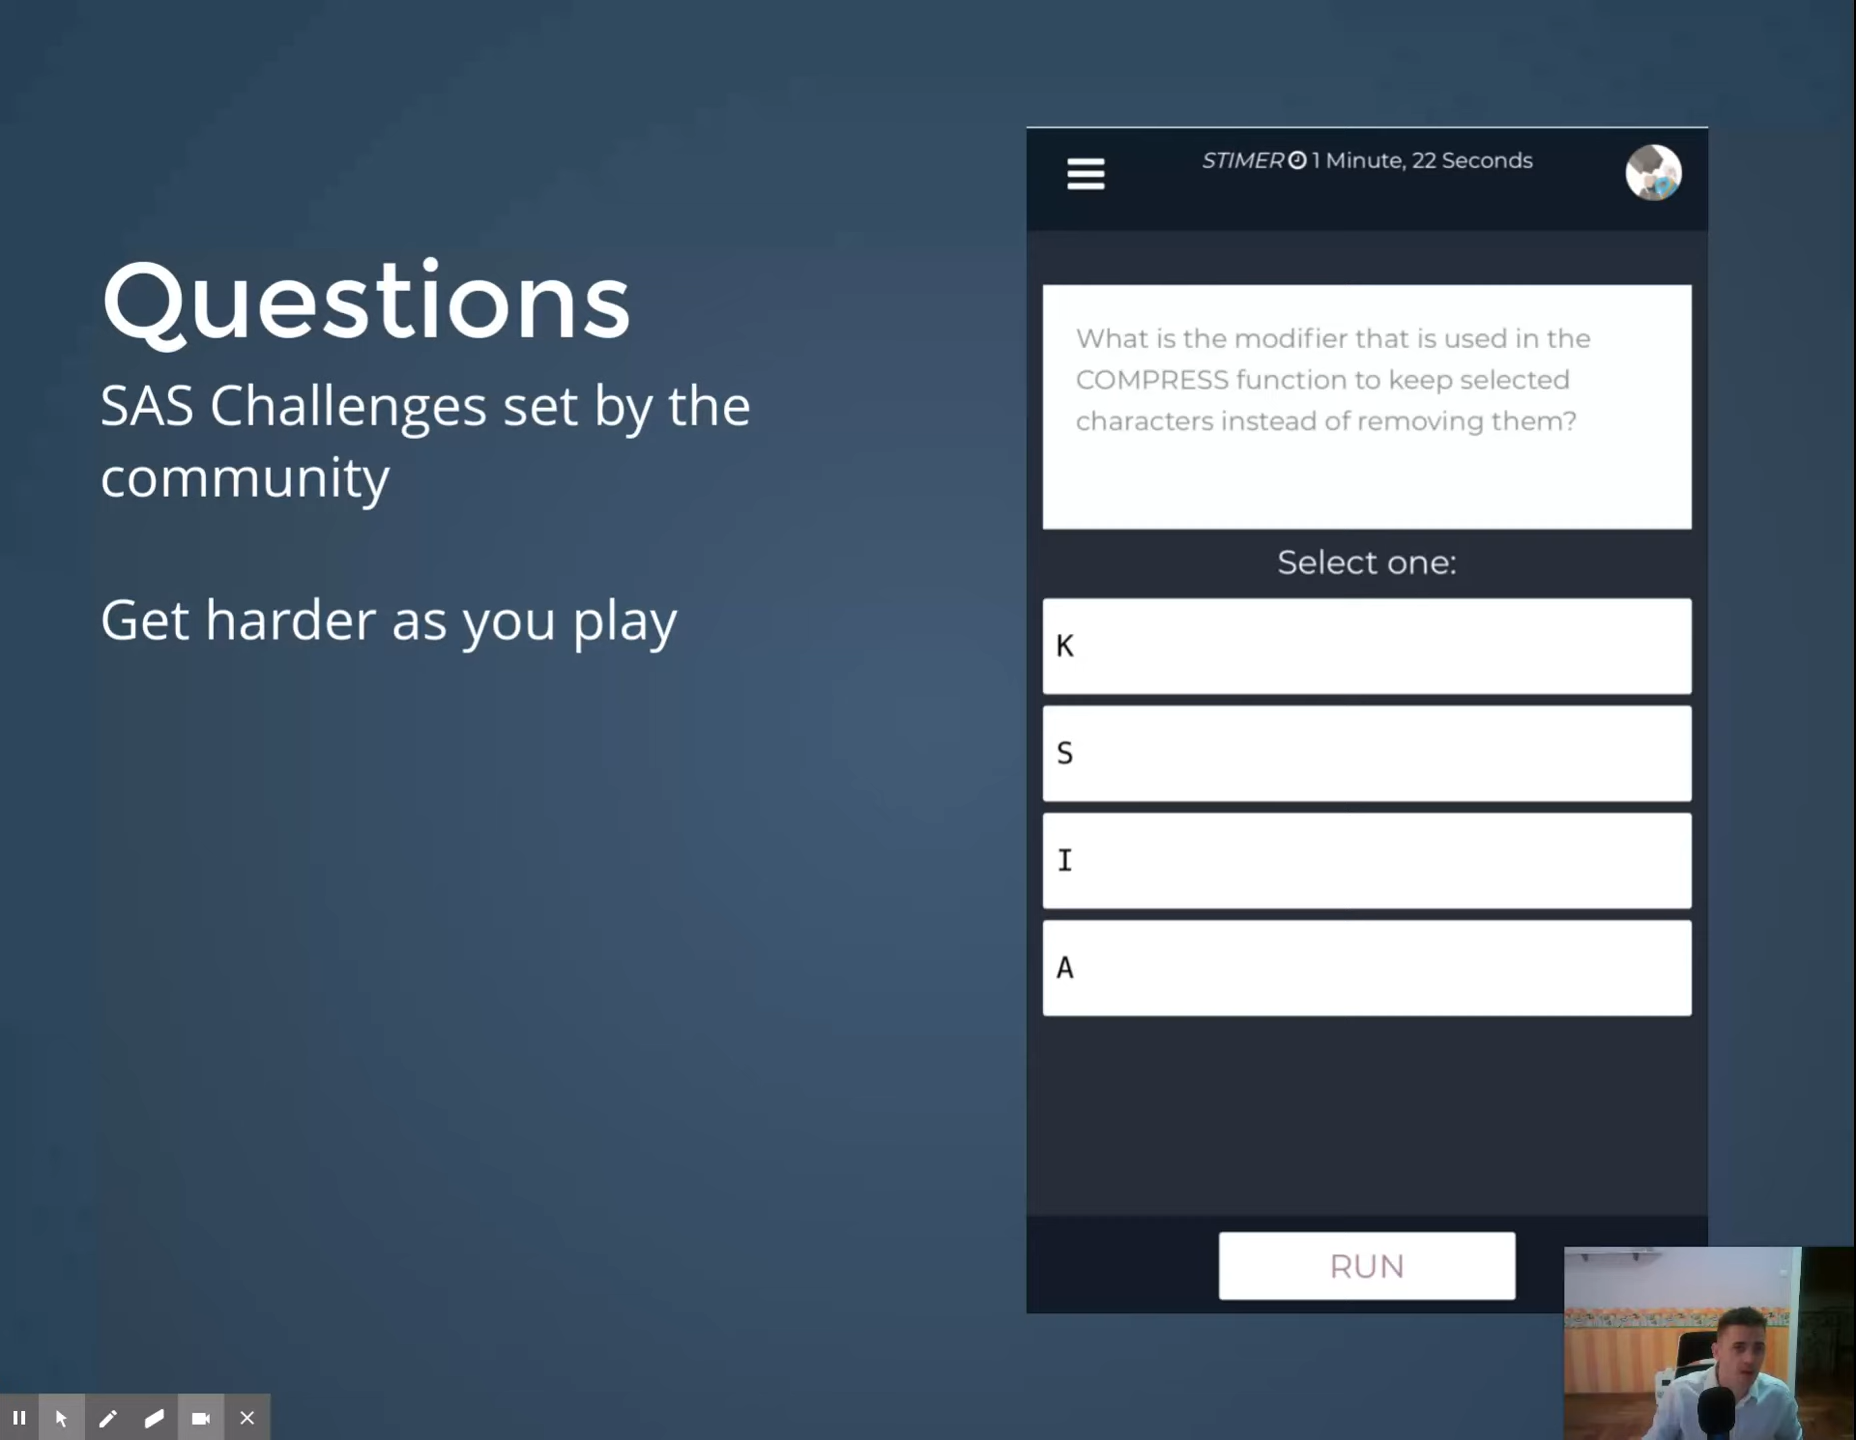 Questions
SAS Challenges set by the
community
Get harder as you play
STIMER 1 Minute, 22 Seconds
What is the modifier that is used in the
COMPRESS function to keep selected
characters instead of removing them?
Select one:
K
S
I
A
RUN